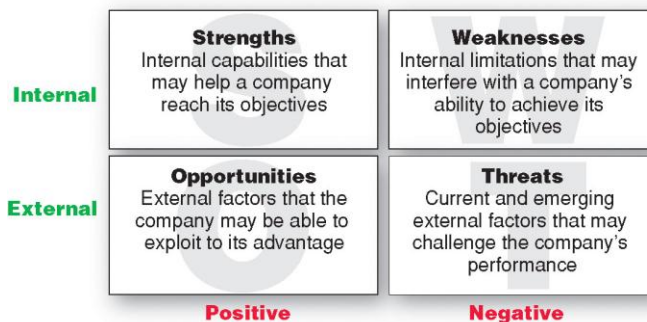 Internal
Strengths
Internal capabilities that
may help a company
reach its objectives
Weaknesses
Internal limitations that may
interfere with a company's
ability to achieve its
objectives
External
Opportunities
External factors that the
company may be able to
exploit to its advantage
Threats
Current and emerging
external factors that may
challenge the company's
performance
Positive
Negative
S
W
O
T